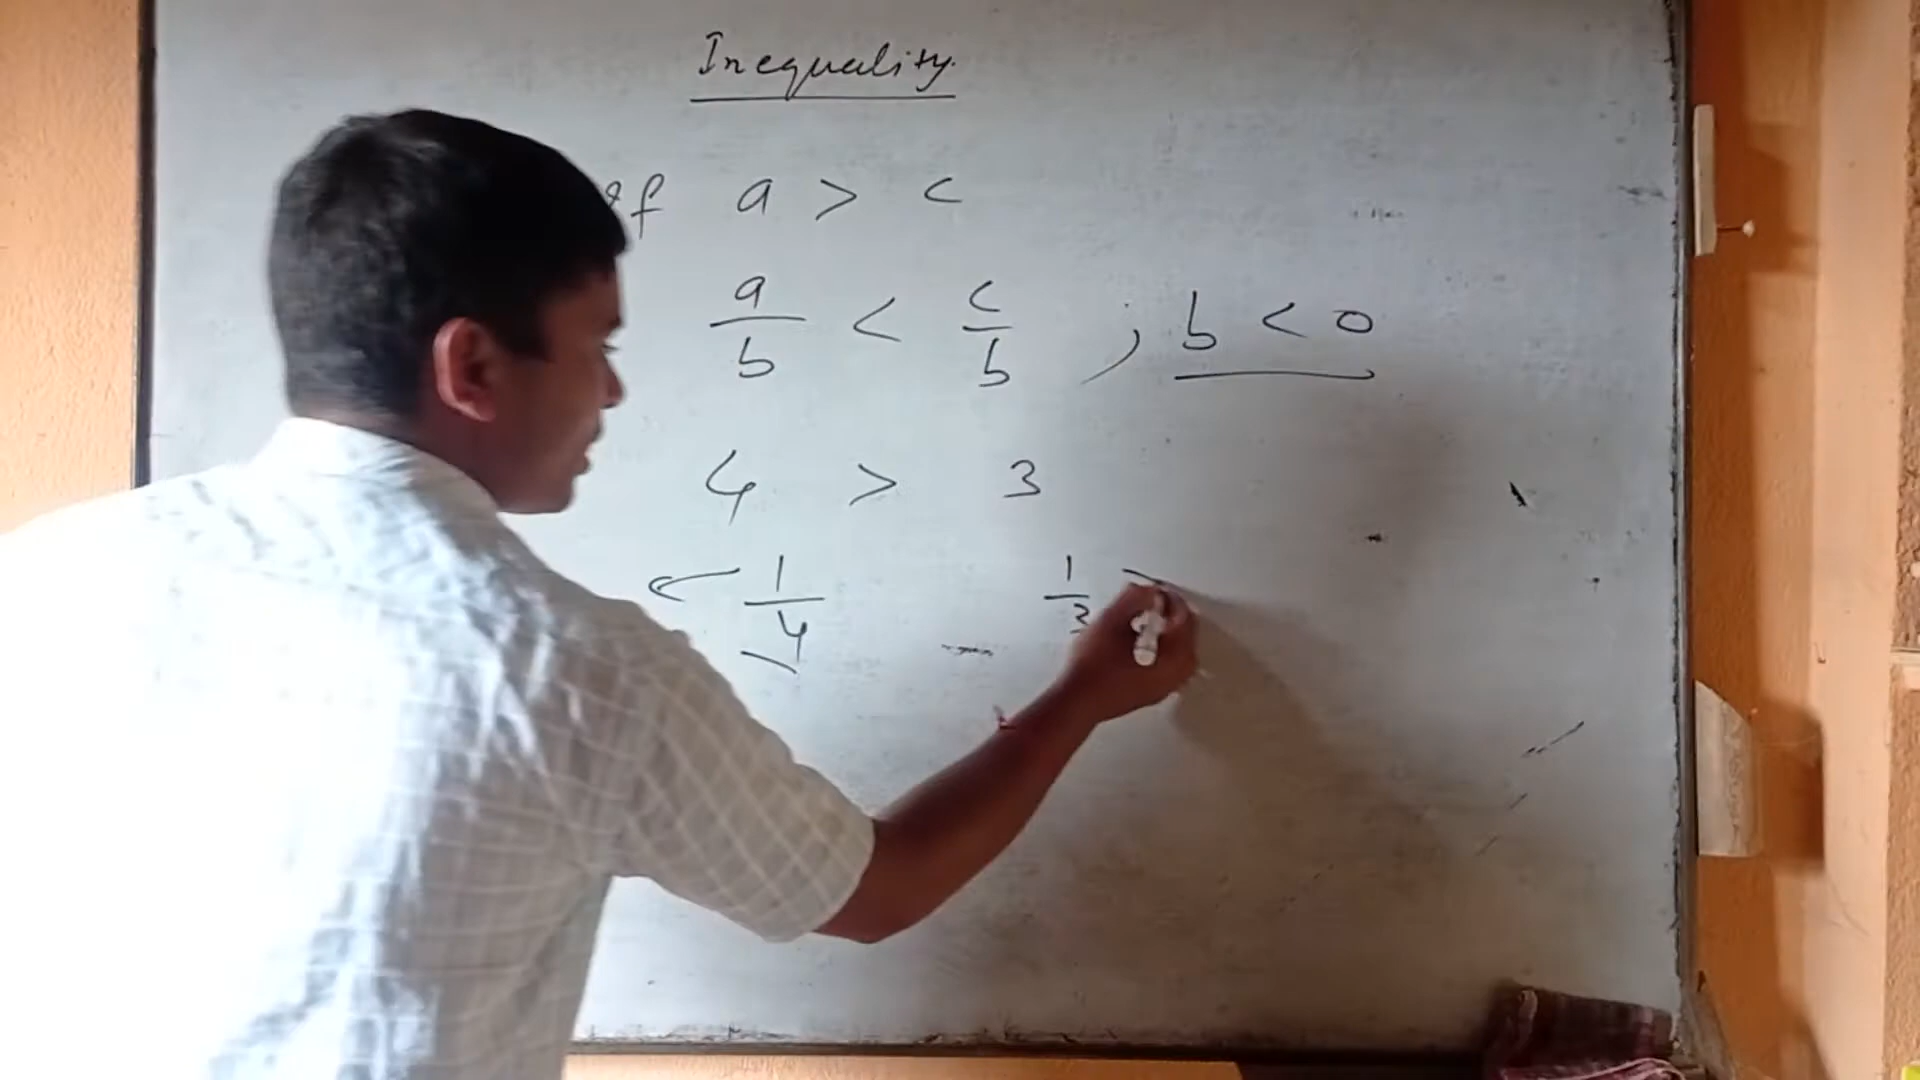 Inequality.
If a > c
a/b < c/b ; b < 0
4 > 3
1/4 1/3